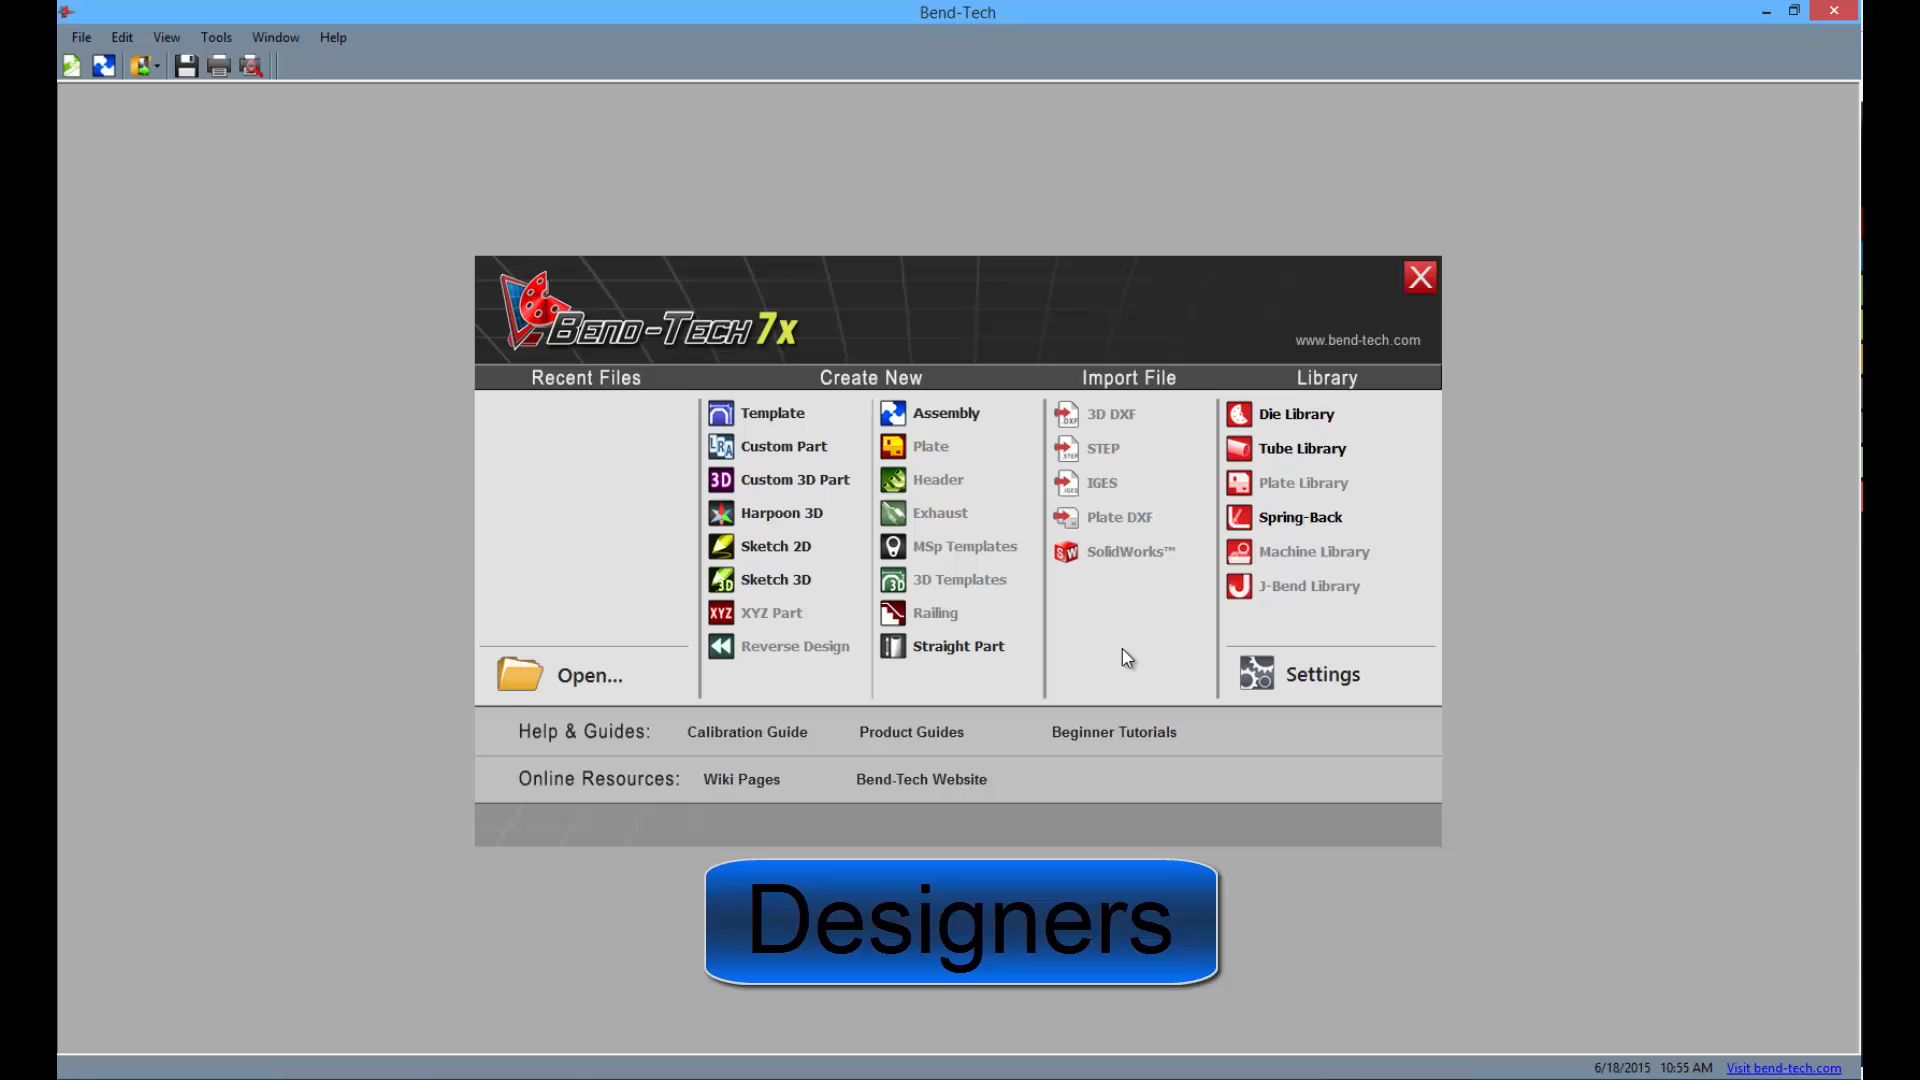 Bend-Tech
File Edit View Tools Window Help
BEND-TECH 7x
www.bend-tech.com
Recent Files Create New Import File Library
Template Assembly 3D DXF Die Library
Custom Part Plate STEP Tube Library
Custom 3D Part Header IGES Plate Library
Harpoon 3D Exhaust Plate DXF Spring-Back
Sketch 2D MSp Templates SolidWorks™ Machine Library
Sketch 3D 3D Templates J-Bend Library
XYZ Part Railing
Reverse Design Straight Part
Open... Settings
Help & Guides: Calibration Guide Product Guides Beginner Tutorials
Online Resources: Wiki Pages Bend-Tech Website
Designers
6/18/2015 10:55 AM Visit bend-tech.com